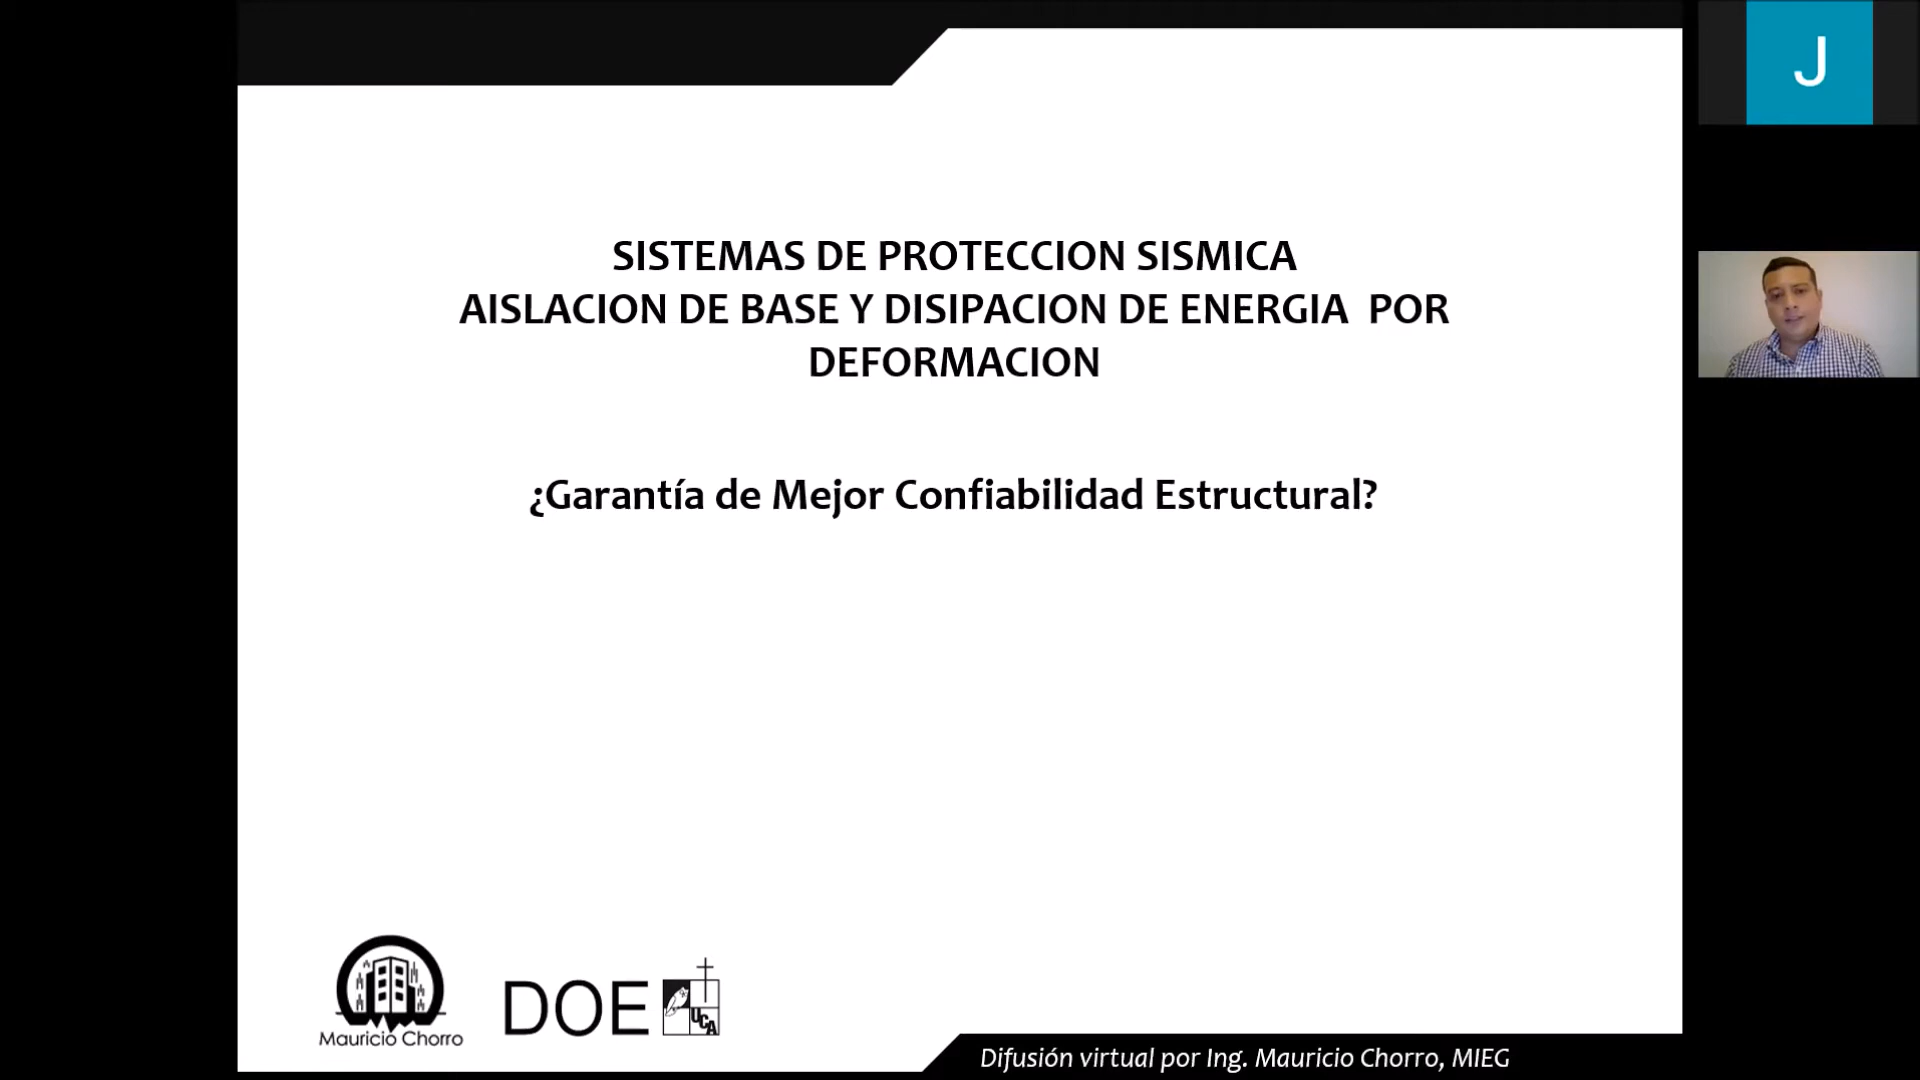 J
SISTEMAS DE PROTECCION SISMICA
AISLACION DE BASE Y DISIPACION DE ENERGIA POR
DEFORMACION
¿Garantía de Mejor Confiabilidad Estructural?
Mauricio Chorro
DOE
UCA
Difusión virtual por Ing. Mauricio Chorro, MIEG